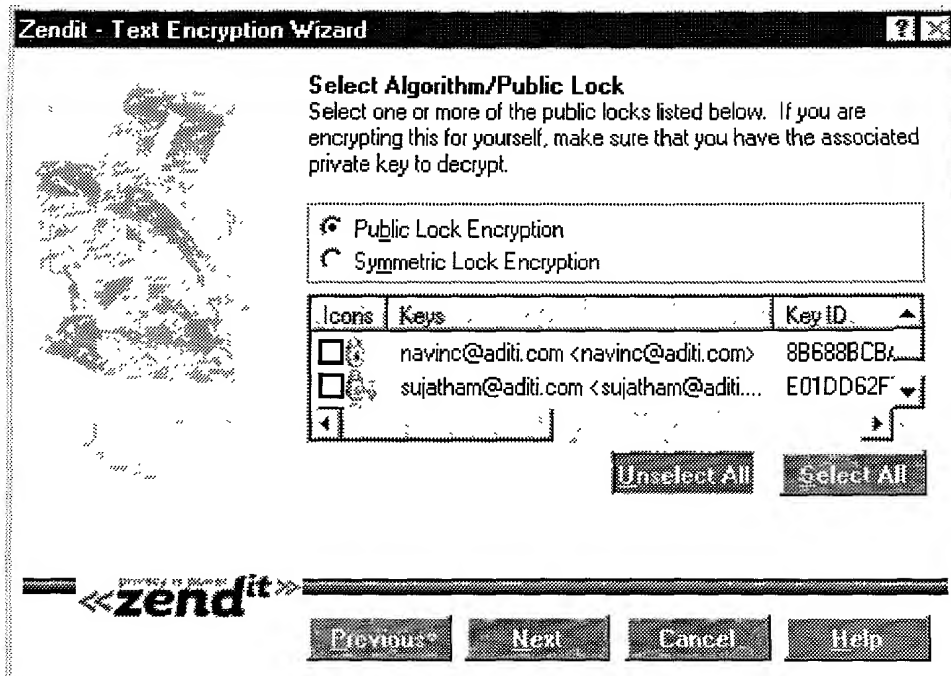 Zendit - Text Encryption Wizard
Select Algorithm/Public Lock
Select one or more of the public locks listed below. If you are
encrypting this for yourself, make sure that you have the associated
private key to decrypt.
Public Lock Encryption
Symmetric Lock Encryption
Icons Keys Key ID
navinc@aditi.com <navinc@aditi.com> 8B688BCB
sujatham@aditi.com <sujatham@aditi.... E01DD62F
Unselect All Select All
«zendit»
Previous Next Cancel Help